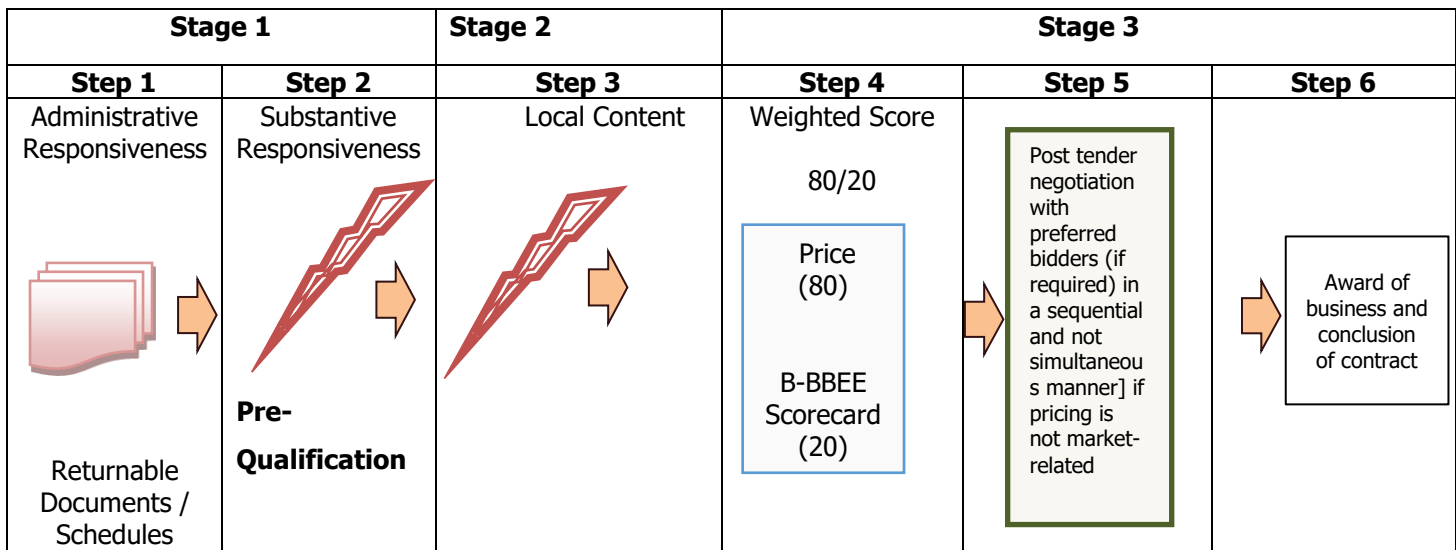 Stage 1
Stage 2
Stage 3
Step 1
Step 2
Step 3
Step 4
Step 5
Step 6
Administrative
Responsiveness
Returnable
Documents /
Schedules
Substantive
Responsiveness
Pre-
Qualification
Local Content
Weighted Score
80/20
Price
(80)
B-BBEE
Scorecard
(20)
Post tender
negotiation
with
preferred
bidders (if
required) in
a sequential
and not
simultaneou
s manner] if
pricing is
not market-
related
Award of
business and
conclusion
of contract